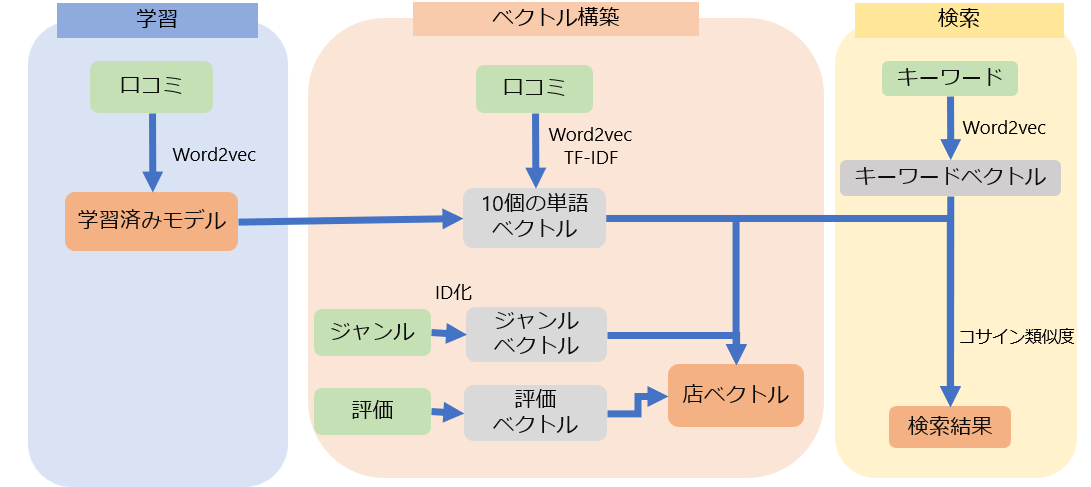 学習
口コミ
Word2vec
学習済みモデル
ベクトル構築
口コミ
Word2vec
TF-IDF
10個の単語
ベクトル
ID化
ジャンル
ジャンル
ベクトル
評価
評価
ベクトル
店ベクトル
検索
キーワード
Word2vec
キーワードベクトル
コサイン類似度
検索結果